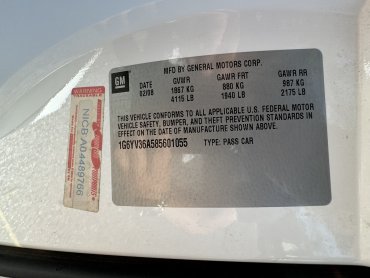 GM
MFD BY GENERAL MOTORS CORP.
DATE GVWR GAWR FRT GAWR RR
02/08 1867 KG 880 KG 987 KG
4115 LB 1940 LB 2175 LB
THIS VEHICLE CONFORMS TO ALL APPLICABLE U.S. FEDERAL MOTOR
VEHICLE SAFETY, BUMPER, AND THEFT PREVENTION STANDARDS IN
EFFECT ON THE DATE OF MANUFACTURE SHOWN ABOVE.
1G6YV36A585601055 TYPE: PASS CAR
WARNING
NICB A04489766